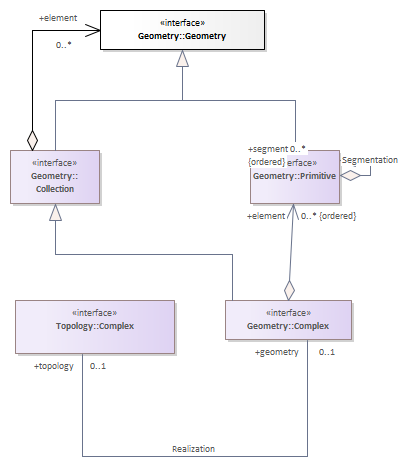 +element
«interface»
Geometry::Geometry
0..*
«interface»
Geometry::
Collection
+segment 0..*
{ordered}
erface»
Geometry::Primitive
Segmentation
+element
0..* {ordered}
«interface»
Topology::Complex
«interface»
Geometry::Complex
+topology
0..1
+geometry
0..1
Realization